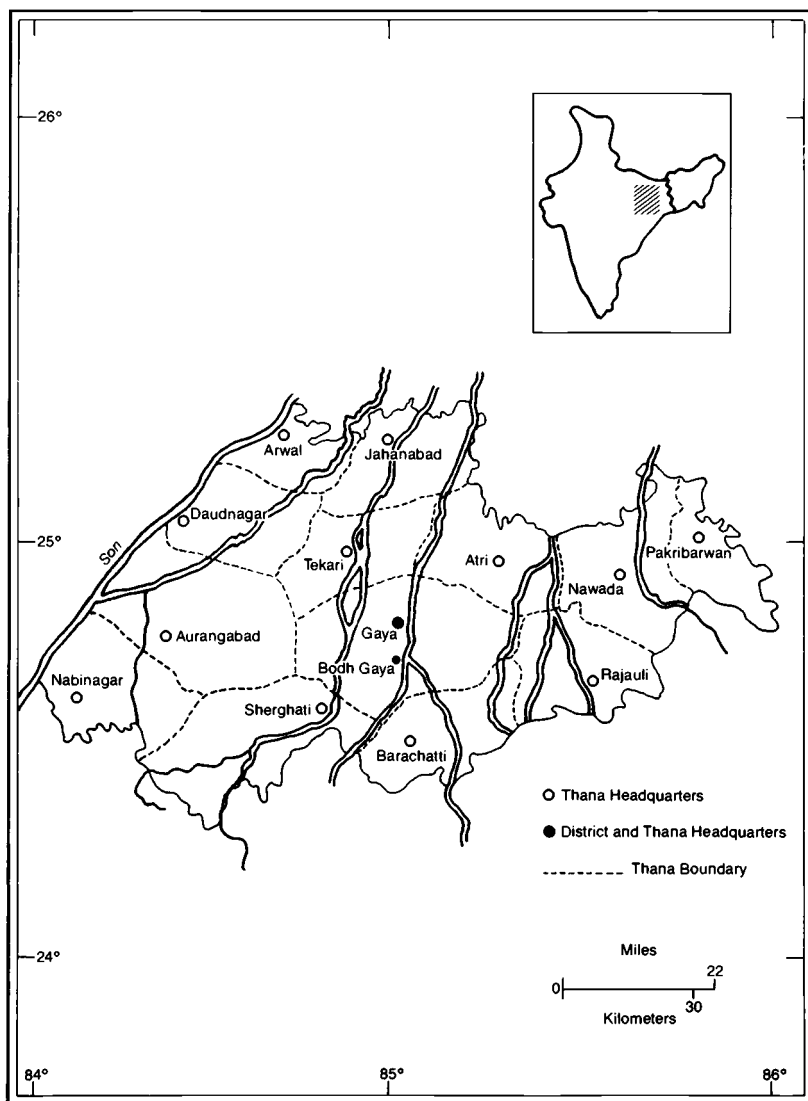 26°
Arwal
Jahanabad
Daudnagar
Son
25°
Tekari
Atri
Pakribarwan
Nawada
Gaya
Aurangabad
Bodh Gaya
Nabinagar
Rajauli
Sherghati
Barachatti
Thana Headquarters
District and Thana Headquarters
Thana Boundary
24°
Miles
0 22
30
Kilometers
84° 85° 86°